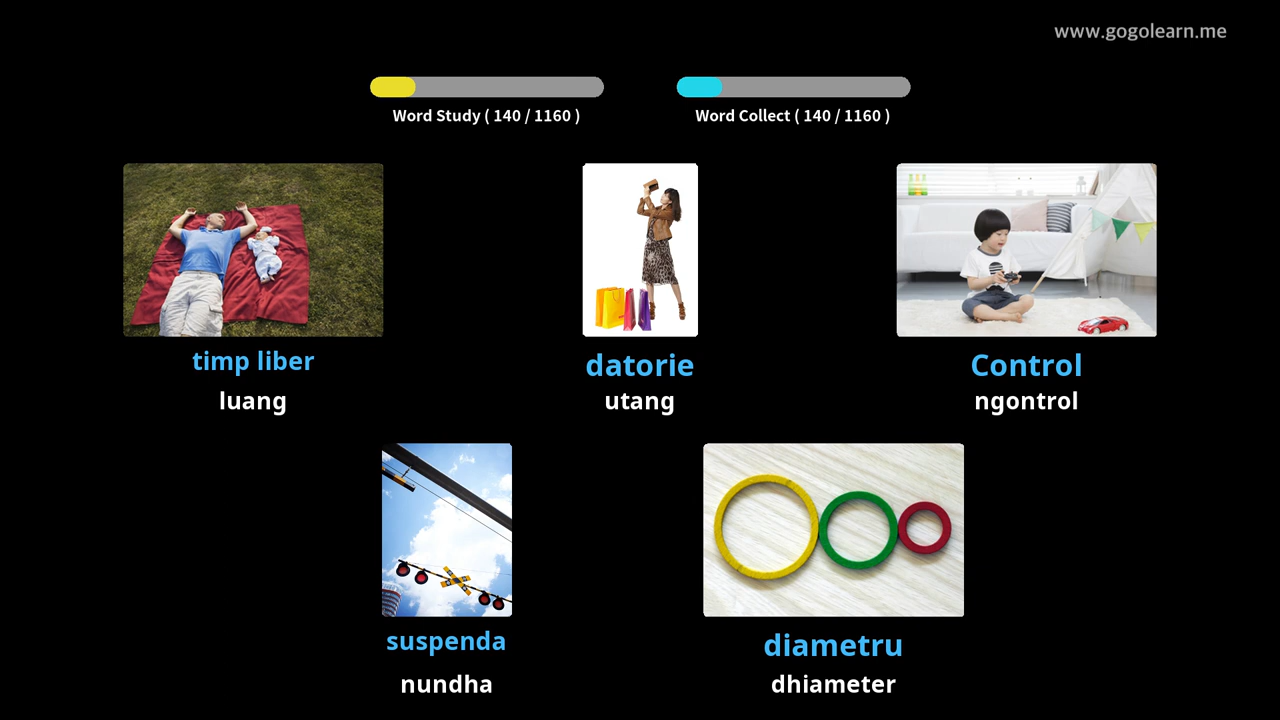 www.gogolearn.me
Word Study ( 140 / 1160 )
Word Collect ( 140 / 1160 )
timp liber
luang
datorie
utang
Control
ngontrol
suspenda
nundha
diametru
dhiameter